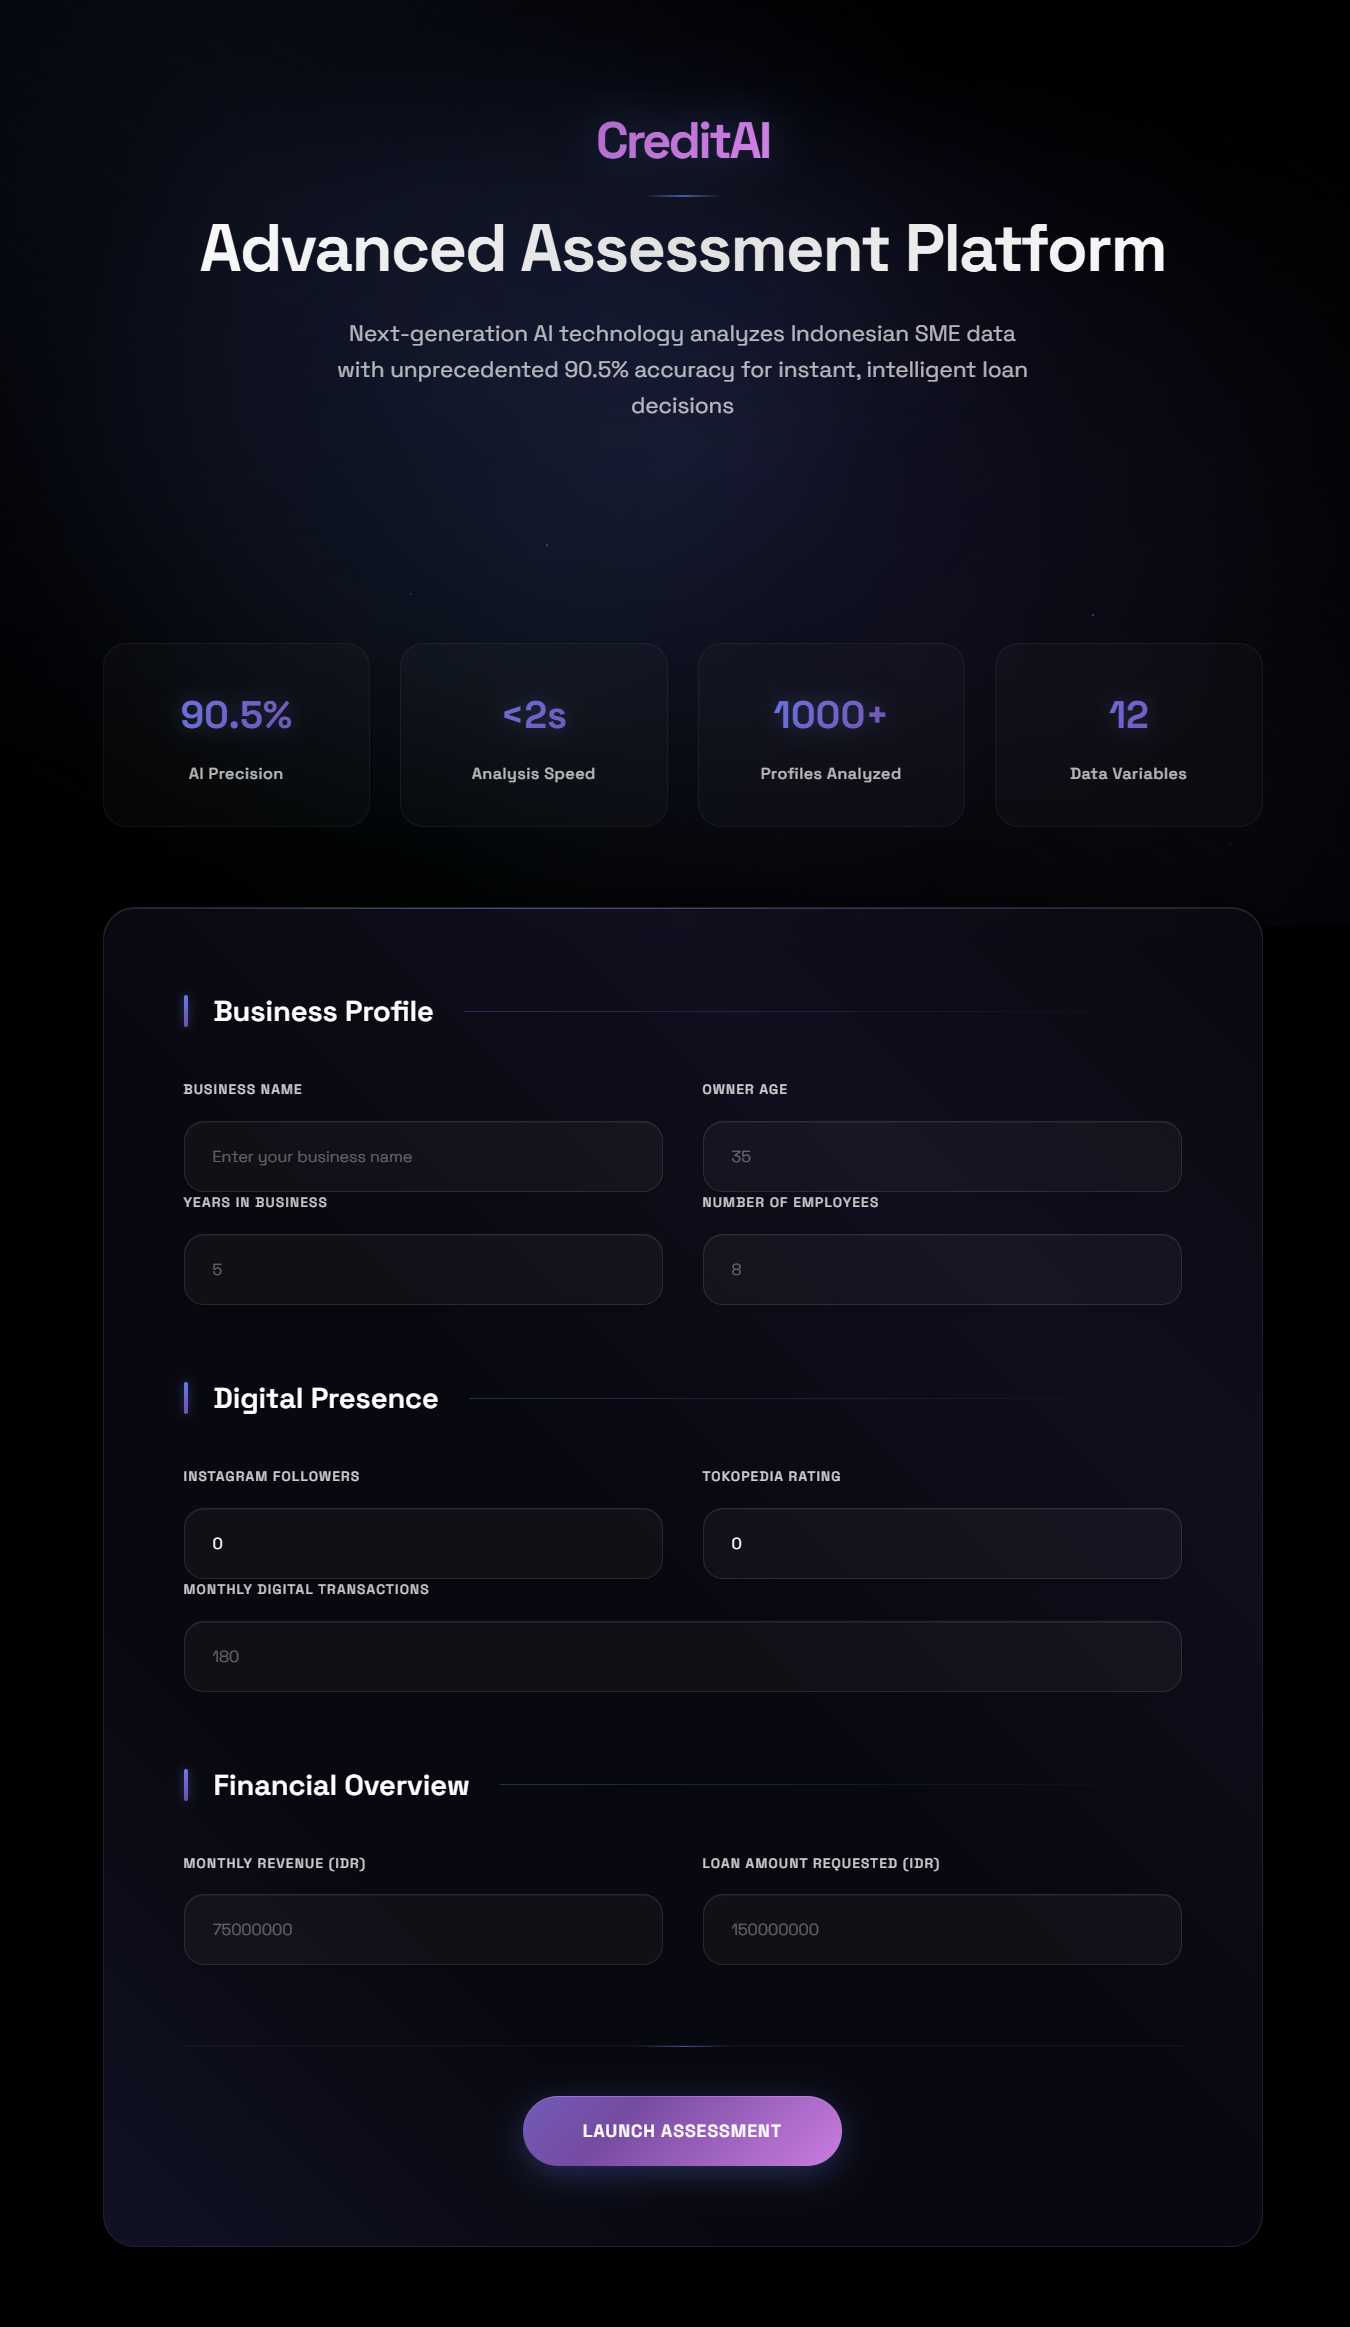 CreditAI
Advanced Assessment Platform
Next-generation AI technology analyzes Indonesian SME data
with unprecedented 90.5% accuracy for instant, intelligent loan
decisions
90.5%
AI Precision
<2s
Analysis Speed
1000+
Profiles Analyzed
12
Data Variables
Business Profile
BUSINESS NAME
Enter your business name
OWNER AGE
35
YEARS IN BUSINESS
5
NUMBER OF EMPLOYEES
8
Digital Presence
INSTAGRAM FOLLOWERS
0
TOKOPEDIA RATING
0
MONTHLY DIGITAL TRANSACTIONS
180
Financial Overview
MONTHLY REVENUE (IDR)
75000000
LOAN AMOUNT REQUESTED (IDR)
150000000
LAUNCH ASSESSMENT